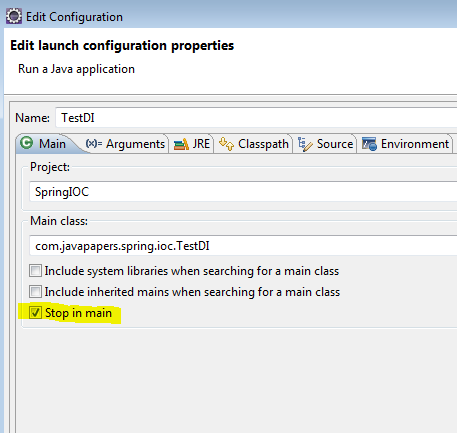 Edit Configuration
Edit launch configuration properties
Run a Java application
Name: TestDI
Main (x)= Arguments JRE Classpath Source Environment
Project:
SpringIOC
Main class:
com.javapapers.spring.ioc.TestDI
Include system libraries when searching for a main class
Include inherited mains when searching for a main class
Stop in main